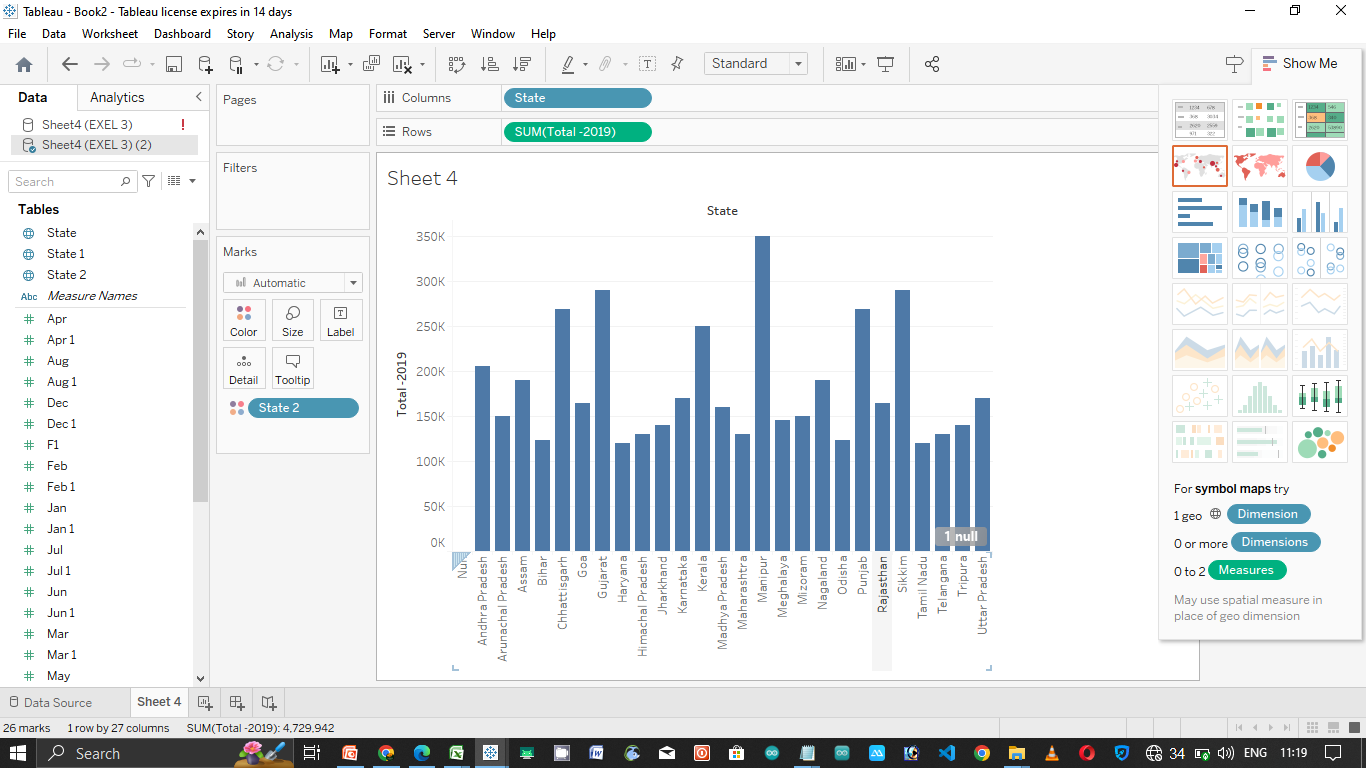 Tableau - Book2 - Tableau license expires in 14 days
File Data Worksheet Dashboard Story Analysis Map Format Server Window Help
Standard
Show Me
Data Analytics
Sheet4 (EXEL 3) !
Sheet4 (EXEL 3) (2)
Search
Tables
State
State 1
State 2
Abc Measure Names
Apr
Apr 1
Aug
Aug 1
Dec
Dec 1
F1
Feb
Feb 1
Jan
Jan 1
Jul
Jul 1
Jun
Jun 1
Mar
Mar 1
May
Pages
Filters
Marks
Automatic
Color Size Label
Detail Tooltip
State 2
Columns State
Rows SUM(Total -2019)
Sheet 4
State
Total -2019
350K
300K
250K
200K
150K
100K
50K
0K
1 null
Andhra Pradesh
Arunachal Pradesh
Assam
Bihar
Chhattisgarh
Goa
Gujarat
Haryana
Himachal Pradesh
Jharkhand
Karnataka
Kerala
Madhya Pradesh
Maharashtra
Manipur
Meghalaya
Mizoram
Nagaland
Odisha
Punjab
Rajasthan
Sikkim
Tamil Nadu
Telangana
Tripura
Uttar Pradesh
For symbol maps try
1 geo Dimension
0 or more Dimensions
0 to 2 Measures
May use spatial measure in
place of geo dimension
Data Source Sheet 4
26 marks 1 row by 27 columns SUM(Total -2019): 4,729,942
Search
34 ENG 11:19